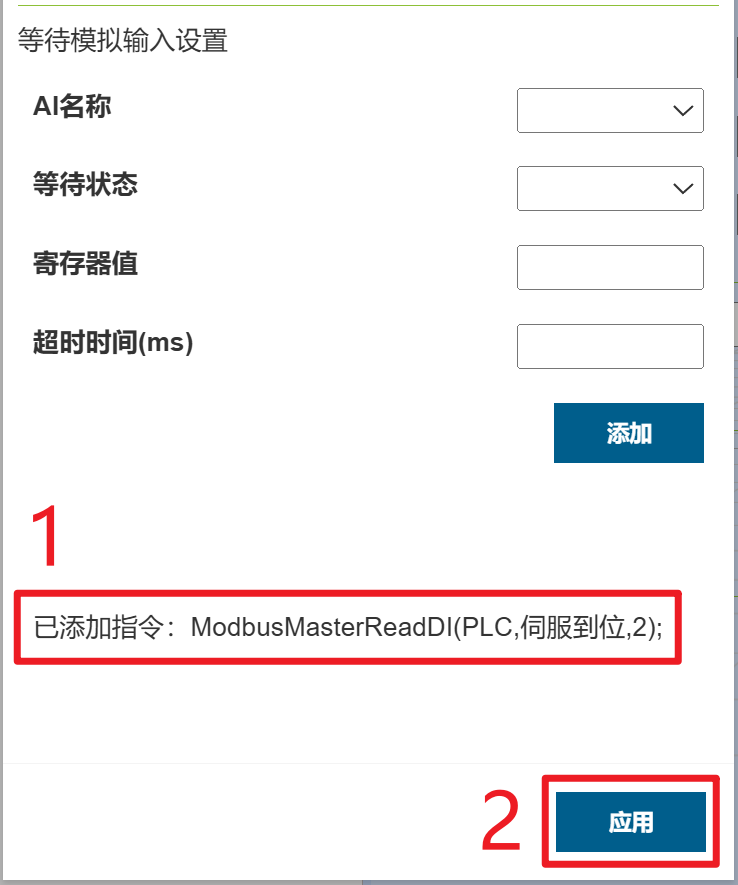 等待模拟输入设置
AI名称
等待状态
寄存器值
超时时间(ms)
添加
1
已添加指令：ModbusMasterReadDI(PLC,伺服到位,2);
2
应用